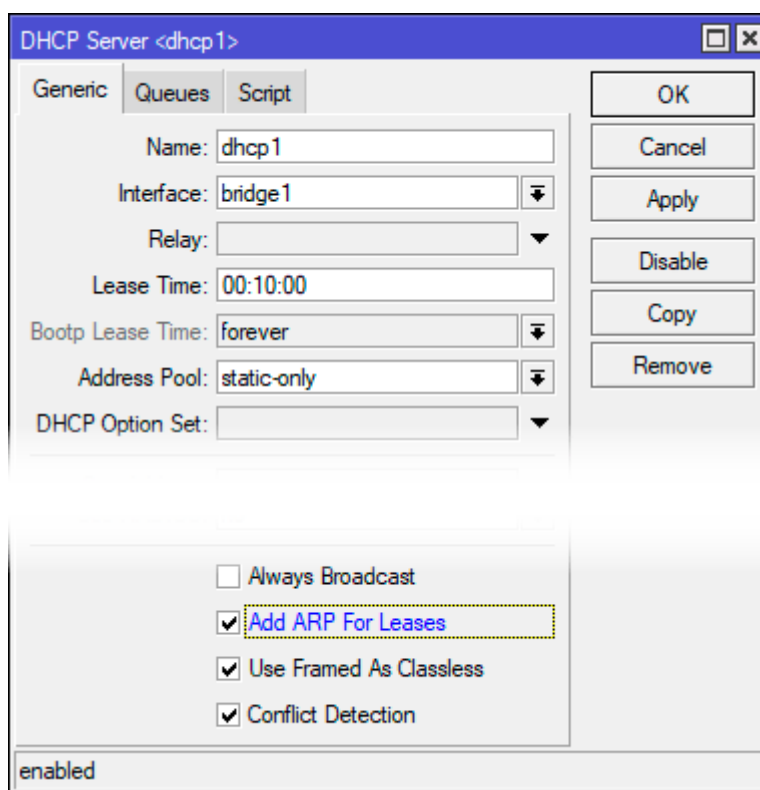 DHCP Server <dhcp1>
Generic Queues Script
Name: dhcp1
Interface: bridge1
Relay:
Lease Time: 00:10:00
Bootp Lease Time: forever
Address Pool: static-only
DHCP Option Set:
Always Broadcast
Add ARP For Leases
Use Framed As Classless
Conflict Detection
OK
Cancel
Apply
Disable
Copy
Remove
enabled